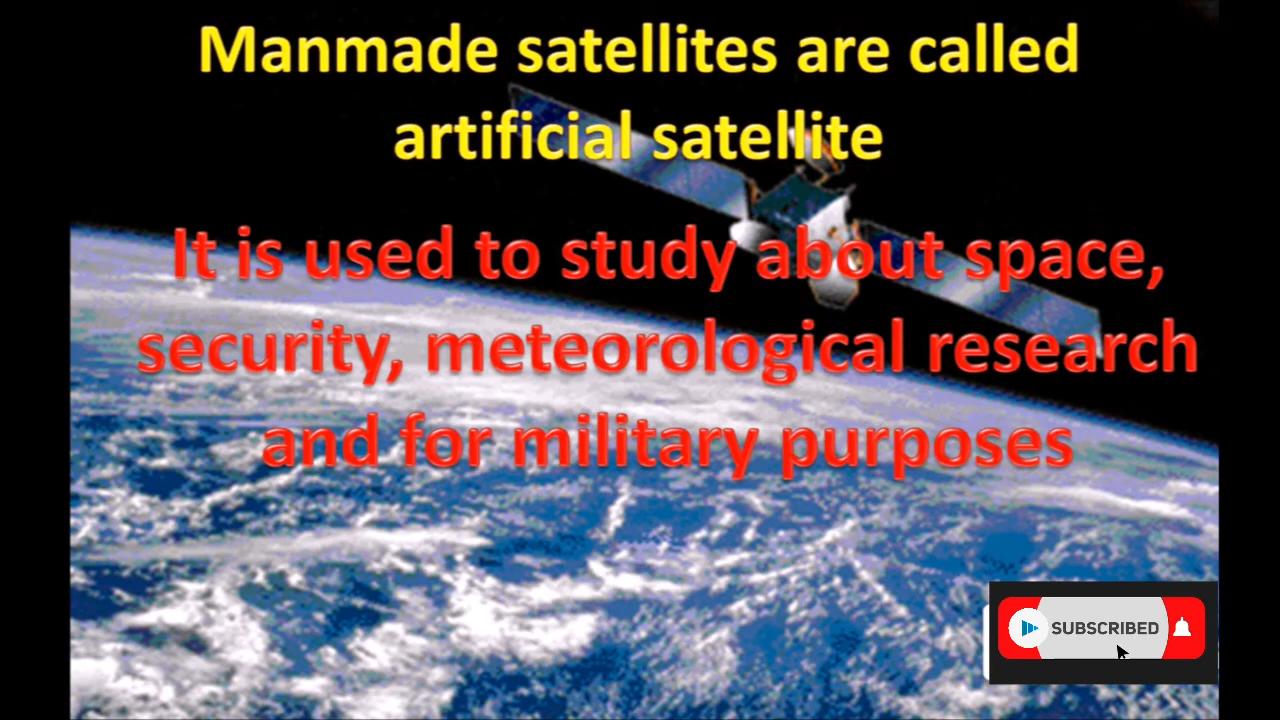 Manmade satellites are called
artificial satellite
It is used to study about space,
security, meteorological research
and for military purposes
SUBSCRIBED